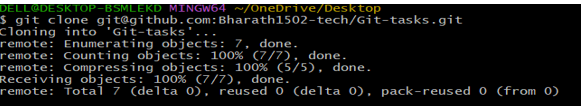 DELL@DESKTOP-BSMLEKD MINGW64 ~/OneDrive/Desktop
$ git clone git@github.com:Bharath1502-tech/Git-tasks.git
Cloning into 'Git-tasks'...
remote: Enumerating objects: 7, done.
remote: Counting objects: 100% (7/7), done.
remote: Compressing objects: 100% (5/5), done.
Receiving objects: 100% (7/7), done.
remote: Total 7 (delta 0), reused 0 (delta 0), pack-reused 0 (from 0)